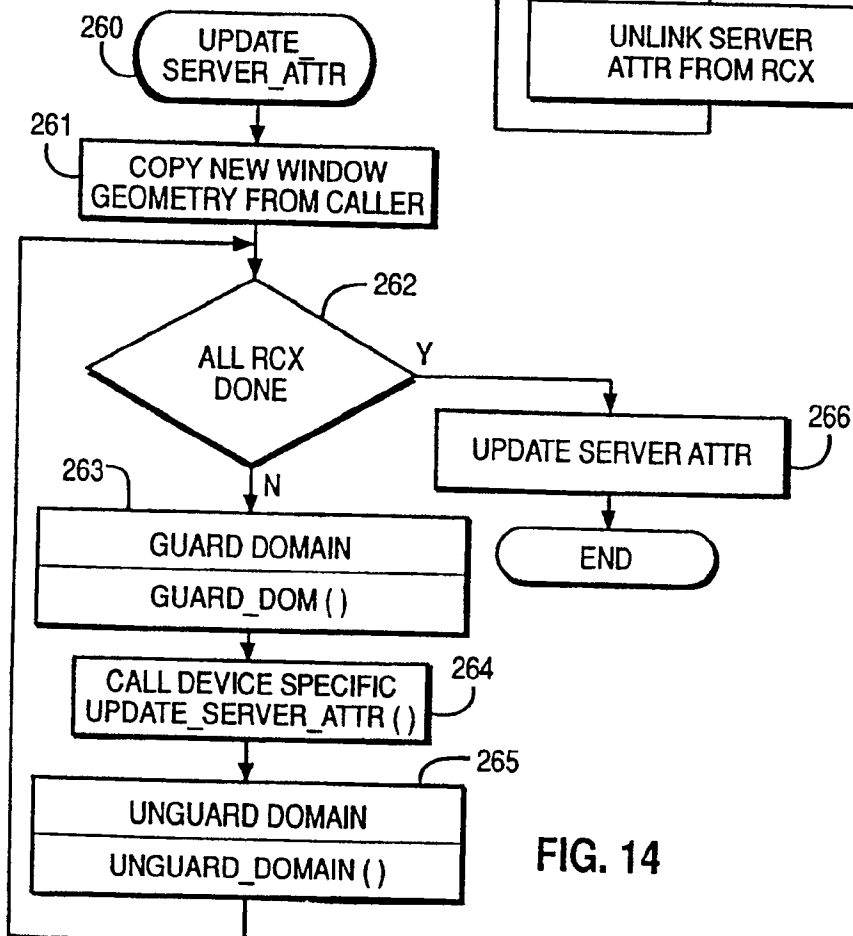 260
UPDATE_
SERVER_ATTR
UNLINK SERVER
ATTR FROM RCX
261
COPY NEW WINDOW
GEOMETRY FROM CALLER
262
ALL RCX
DONE
Y
UPDATE SERVER ATTR
266
END
N
263
GUARD DOMAIN
GUARD_DOM ( )
CALL DEVICE SPECIFIC
UPDATE_SERVER_ATTR ( )
264
265
UNGUARD DOMAIN
UNGUARD_DOMAIN ( )
FIG. 14